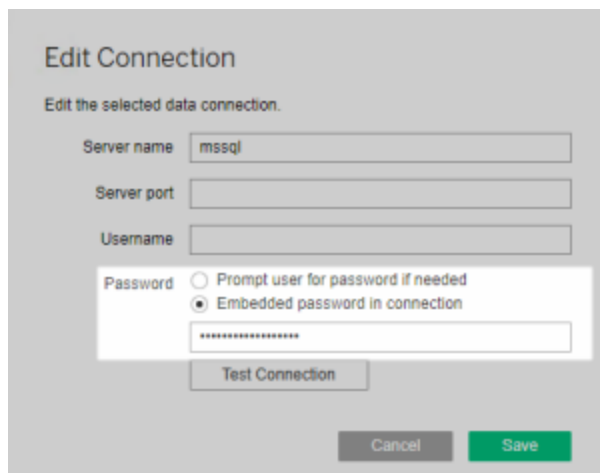 Edit Connection
Edit the selected data connection.
Server name mssql
Server port
Username
Password Prompt user for password if needed
Embedded password in connection
••••••••••••••••••
Test Connection
Cancel Save